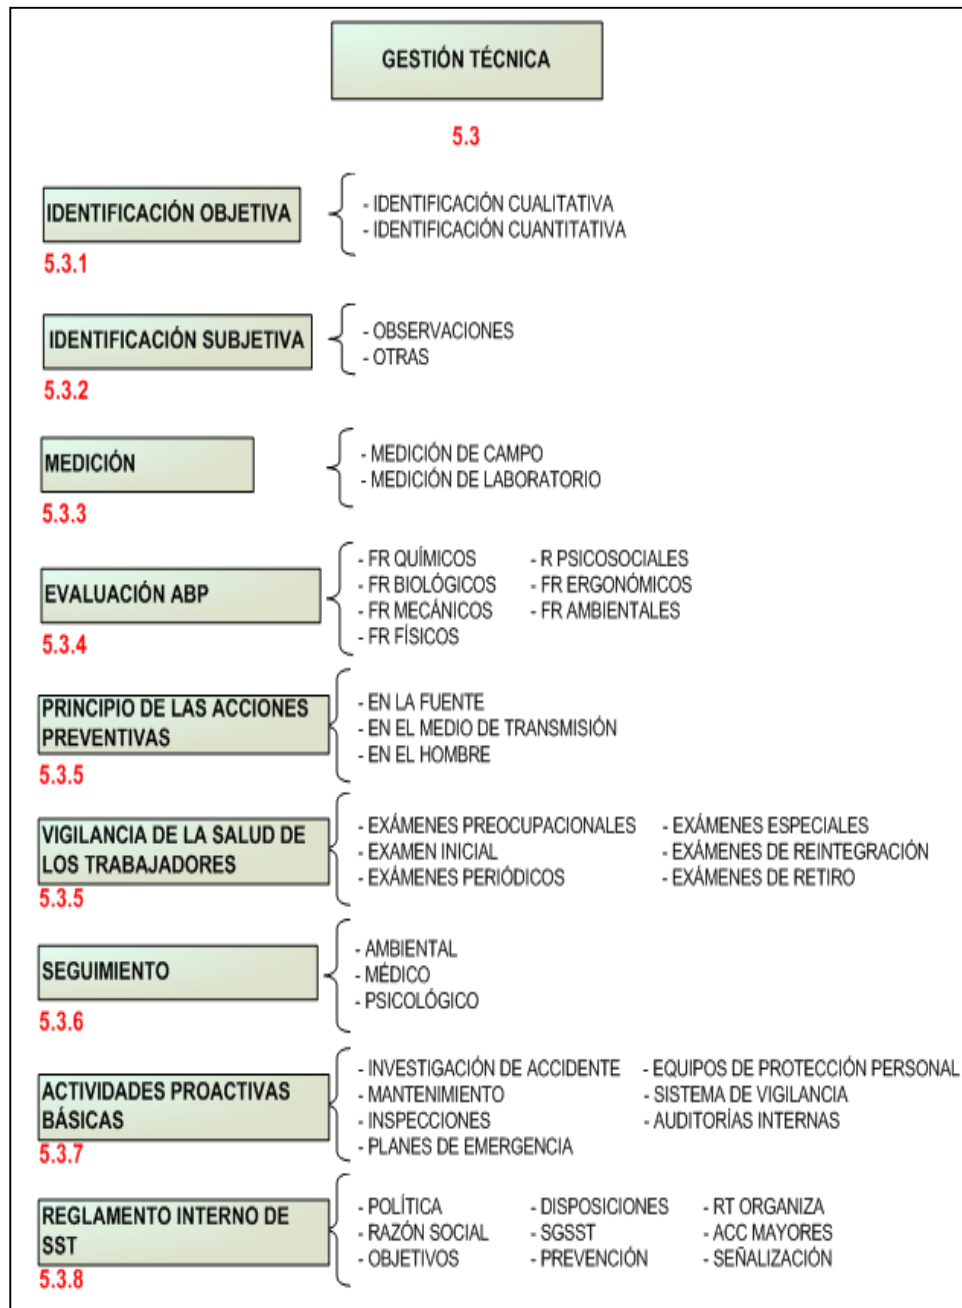 GESTIÓN TÉCNICA
5.3
IDENTIFICACIÓN OBJETIVA
- IDENTIFICACIÓN CUALITATIVA
- IDENTIFICACIÓN CUANTITATIVA
5.3.1
IDENTIFICACIÓN SUBJETIVA
- OBSERVACIONES
- OTRAS
5.3.2
MEDICIÓN
- MEDICIÓN DE CAMPO
- MEDICIÓN DE LABORATORIO
5.3.3
EVALUACIÓN ABP
- FR QUÍMICOS
- FR BIOLÓGICOS
- FR MECÁNICOS
- FR FÍSICOS
- R PSICOSOCIALES
- FR ERGONÓMICOS
- FR AMBIENTALES
5.3.4
PRINCIPIO DE LAS ACCIONES
PREVENTIVAS
- EN LA FUENTE
- EN EL MEDIO DE TRANSMISIÓN
- EN EL HOMBRE
5.3.5
VIGILANCIA DE LA SALUD DE
LOS TRABAJADORES
- EXÁMENES PREOCUPACIONALES
- EXAMEN INICIAL
- EXÁMENES PERIÓDICOS
- EXÁMENES ESPECIALES
- EXÁMENES DE REINTEGRACIÓN
- EXÁMENES DE RETIRO
5.3.5
SEGUIMIENTO
- AMBIENTAL
- MÉDICO
- PSICOLÓGICO
5.3.6
ACTIVIDADES PROACTIVAS
BÁSICAS
- INVESTIGACIÓN DE ACCIDENTE
- MANTENIMIENTO
- INSPECCIONES
- PLANES DE EMERGENCIA
- EQUIPOS DE PROTECCIÓN PERSONAL
- SISTEMA DE VIGILANCIA
- AUDITORÍAS INTERNAS
5.3.7
REGLAMENTO INTERNO DE
SST
- POLÍTICA
- RAZÓN SOCIAL
- OBJETIVOS
- DISPOSICIONES
- SGSST
- PREVENCIÓN
- RT ORGANIZA
- ACC MAYORES
- SEÑALIZACIÓN
5.3.8